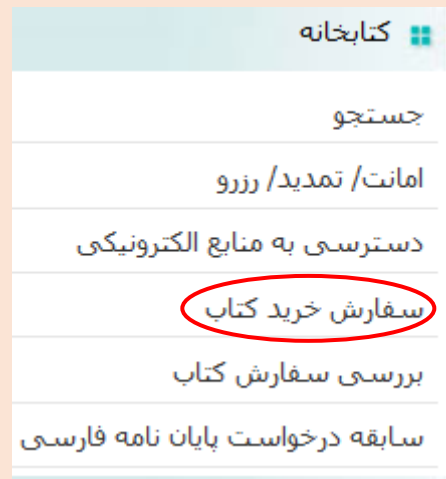 کتابخانه
جستجو
امانت/ تمدید/ رزرو
دسترسی به منابع الکترونیکی
سفارش خرید کتاب
بررسی سفارش کتاب
سابقه درخواست پایان نامه فارسی